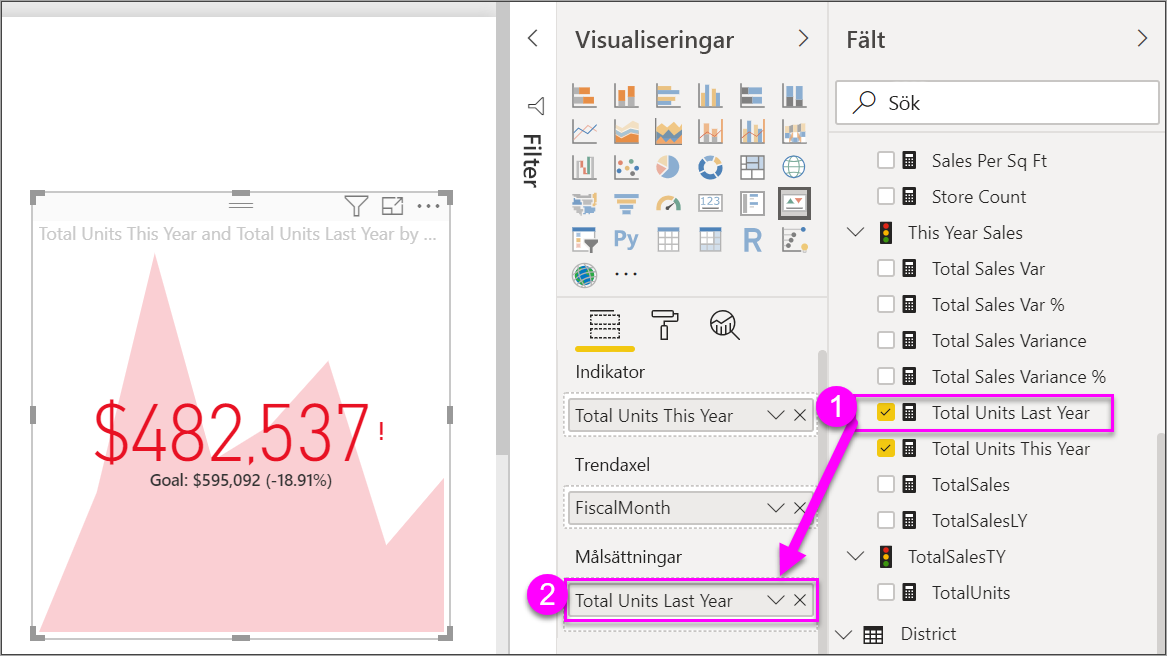 Total Units This Year and Total Units Last Year by ...
$482,537 !
Goal: $595,092 (-18.91%)
Filter
Visualiseringar
123
Py
R
Indikator
Total Units This Year
Trendaxel
FiscalMonth
Målsättningar
2
Total Units Last Year
Fält
Sök
Sales Per Sq Ft
Store Count
This Year Sales
Total Sales Var
Total Sales Var %
Total Sales Variance
Total Sales Variance %
1
Total Units Last Year
Total Units This Year
TotalSales
TotalSalesLY
TotalSalesTY
TotalUnits
District